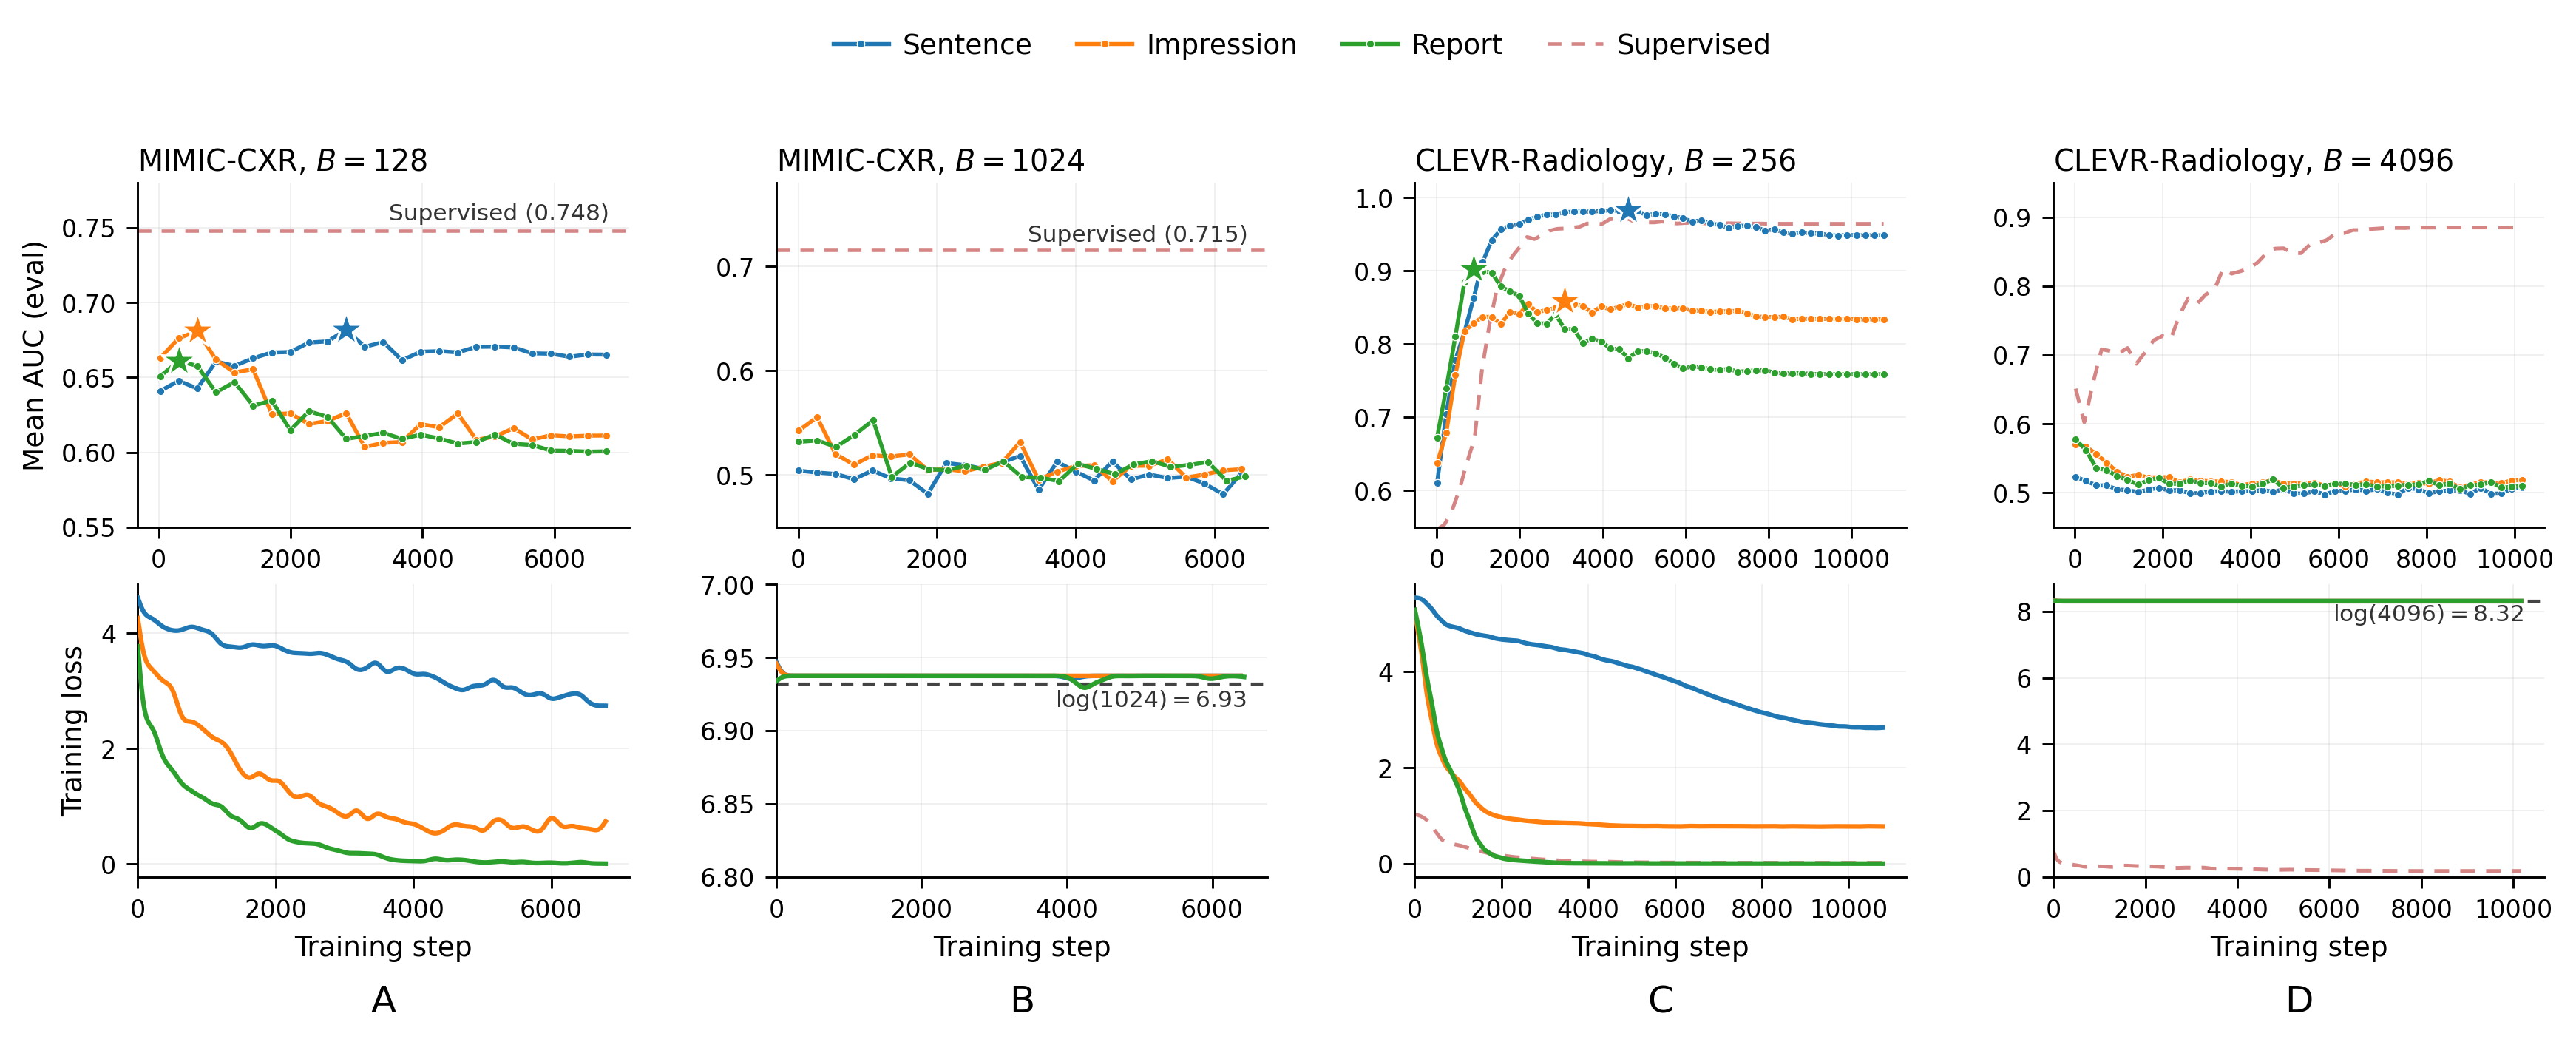 Sentence Impression Report Supervised
MIMIC-CXR, B = 128
Mean AUC (eval)
0.75
0.70
0.65
0.60
0.55
Supervised (0.748)
0 2000 4000 6000
MIMIC-CXR, B = 1024
0.7
0.6
0.5
Supervised (0.715)
0 2000 4000 6000
CLEVR-Radiology, B = 256
1.0
0.9
0.8
0.7
0.6
0 2000 4000 6000 8000 10000
CLEVR-Radiology, B = 4096
0.9
0.8
0.7
0.6
0.5
0 2000 4000 6000 8000 10000
Training loss
4
2
0
0 2000 4000 6000
Training step
A
7.00
6.95
6.90
6.85
6.80
log(1024) = 6.93
0 2000 4000 6000
Training step
B
4
2
0
0 2000 4000 6000 8000 10000
Training step
C
8
6
4
2
0
log(4096) = 8.32
0 2000 4000 6000 8000 10000
Training step
D